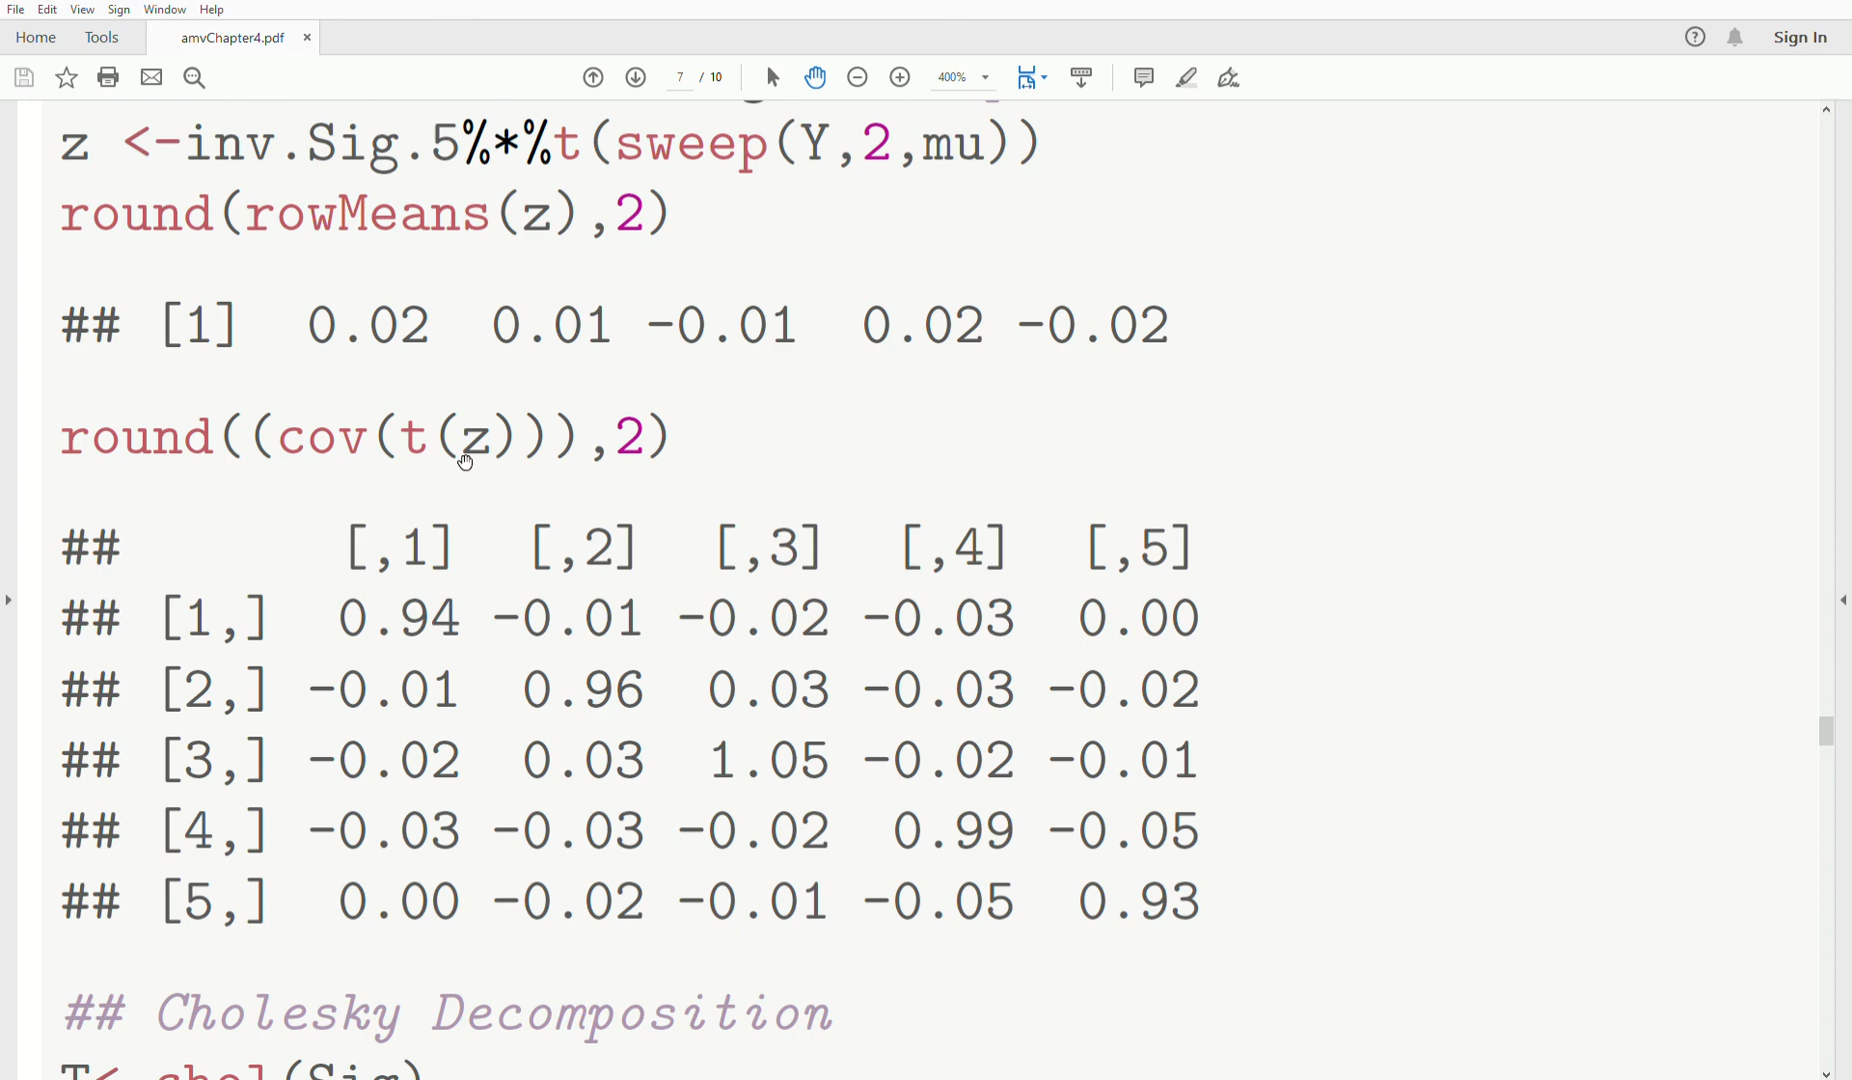 File Edit View Sign Window Help
Home Tools amvChapter4.pdf × ? Sign In
7 / 10 400%
z <-inv.Sig.5%*%t(sweep(Y,2,mu))
round(rowMeans(z),2)
## [1] 0.02 0.01 -0.01 0.02 -0.02
round((cov(t(z))),2)
## [,1] [,2] [,3] [,4] [,5]
## [1,] 0.94 -0.01 -0.02 -0.03 0.00
## [2,] -0.01 0.96 0.03 -0.03 -0.02
## [3,] -0.02 0.03 1.05 -0.02 -0.01
## [4,] -0.03 -0.03 -0.02 0.99 -0.05
## [5,] 0.00 -0.02 -0.01 -0.05 0.93
## Cholesky Decomposition
T<-chol(Sig)